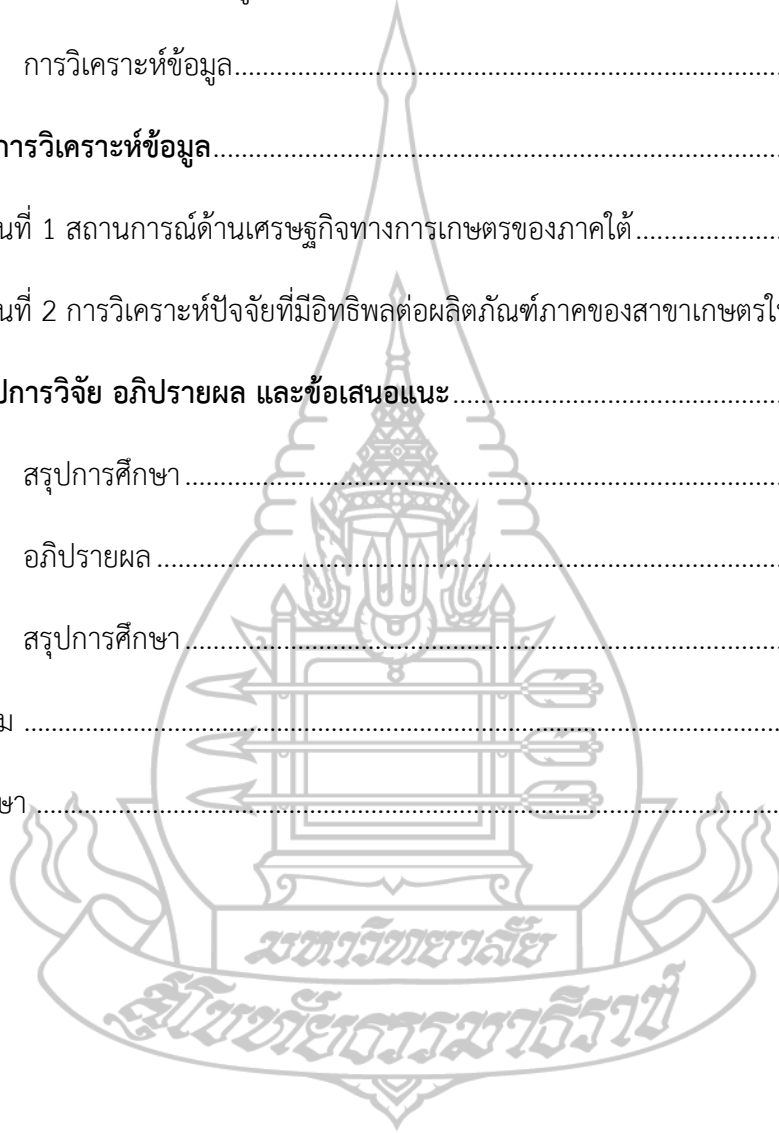 การวิเคราะห์ข้อมูล
การวิเคราะห์ข้อมูล
นที่ 1 สถานการณ์ด้านเศรษฐกิจทางการเกษตรของภาคใต้
นที่ 2 การวิเคราะห์ปัจจัยที่มีอิทธิพลต่อผลิตภัณฑ์ภาคของสาขาเกษตรใ
ปการวิจัย อภิปรายผล และข้อเสนอแนะ
สรุปการศึกษา
อภิปรายผล
สรุปการศึกษา
ม
ษา
มหาวิทยาลัย
สุโขทัยธรรมาธิราช